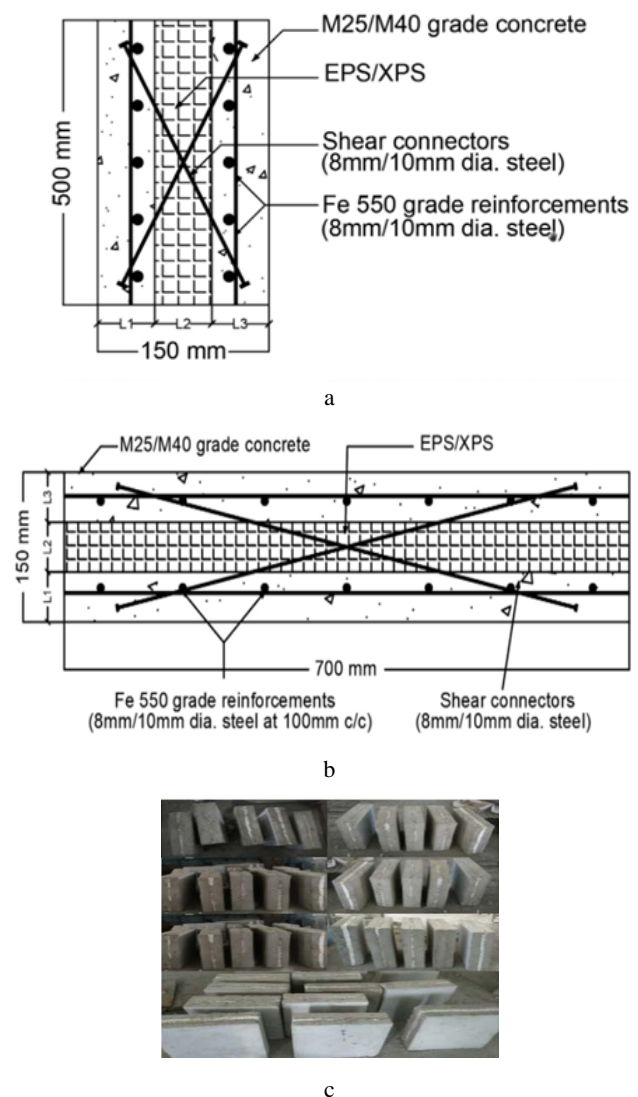 M25/M40 grade concrete
EPS/XPS
Shear connectors
(8mm/10mm dia. steel)
Fe 550 grade reinforcements
(8mm/10mm dia. steel)
500 mm
L1 L2 L3
150 mm
a
M25/M40 grade concrete
EPS/XPS
L3
L2
L1
150 mm
700 mm
Fe 550 grade reinforcements
(8mm/10mm dia. steel at 100mm c/c)
Shear connectors
(8mm/10mm dia. steel)
b
c